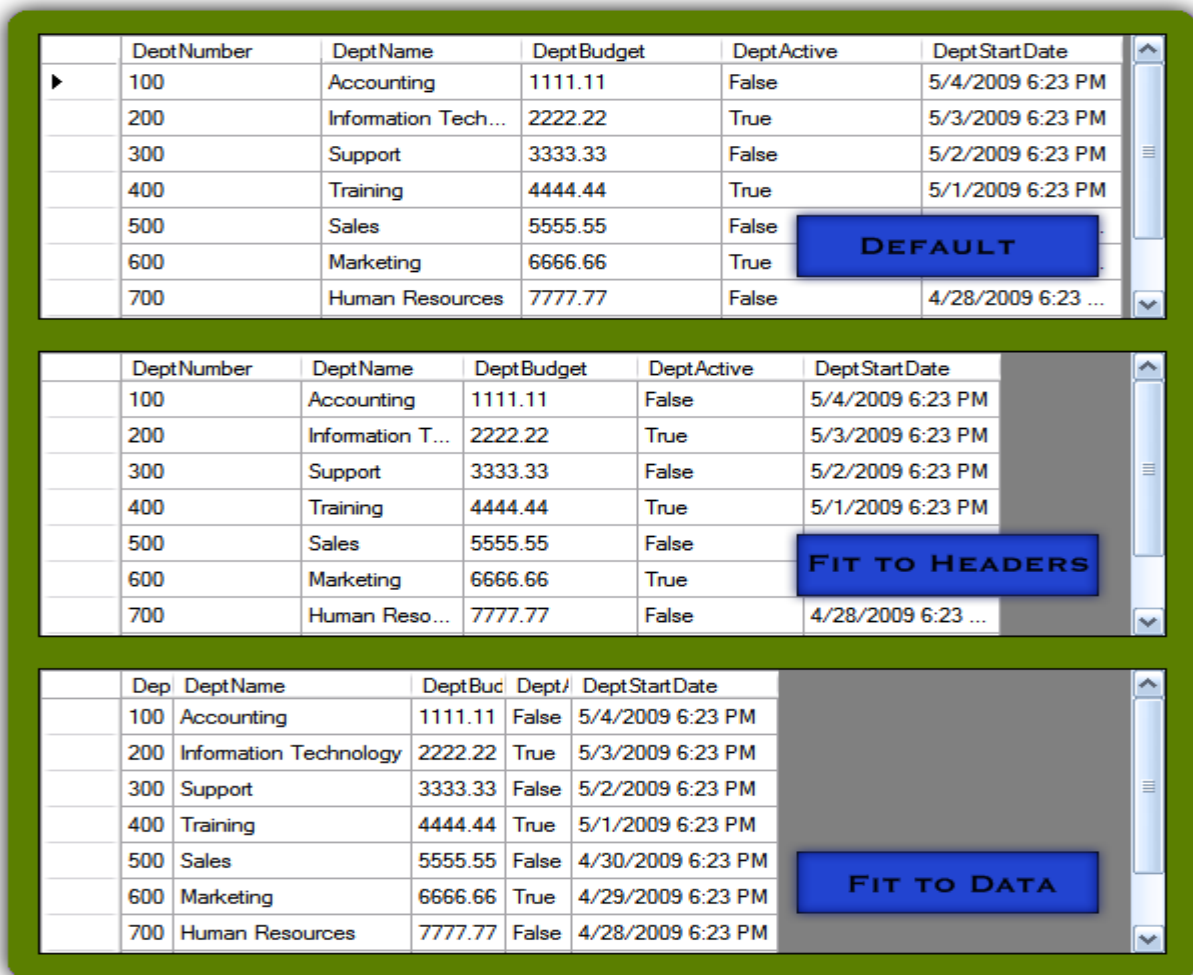 DeptNumber DeptName DeptBudget DeptActive DeptStartDate
100 Accounting 1111.11 False 5/4/2009 6:23 PM
200 Information Tech... 2222.22 True 5/3/2009 6:23 PM
300 Support 3333.33 False 5/2/2009 6:23 PM
400 Training 4444.44 True 5/1/2009 6:23 PM
500 Sales 5555.55 False
600 Marketing 6666.66 True
DEFAULT
700 Human Resources 7777.77 False 4/28/2009 6:23 ...
DeptNumber DeptName DeptBudget DeptActive DeptStartDate
100 Accounting 1111.11 False 5/4/2009 6:23 PM
200 Information T... 2222.22 True 5/3/2009 6:23 PM
300 Support 3333.33 False 5/2/2009 6:23 PM
400 Training 4444.44 True 5/1/2009 6:23 PM
500 Sales 5555.55 False
600 Marketing 6666.66 True
FIT TO HEADERS
700 Human Reso... 7777.77 False 4/28/2009 6:23 ...
Dep DeptName DeptBud DeptA DeptStartDate
100 Accounting 1111.11 False 5/4/2009 6:23 PM
200 Information Technology 2222.22 True 5/3/2009 6:23 PM
300 Support 3333.33 False 5/2/2009 6:23 PM
400 Training 4444.44 True 5/1/2009 6:23 PM
500 Sales 5555.55 False 4/30/2009 6:23 PM
600 Marketing 6666.66 True 4/29/2009 6:23 PM
FIT TO DATA
700 Human Resources 7777.77 False 4/28/2009 6:23 PM